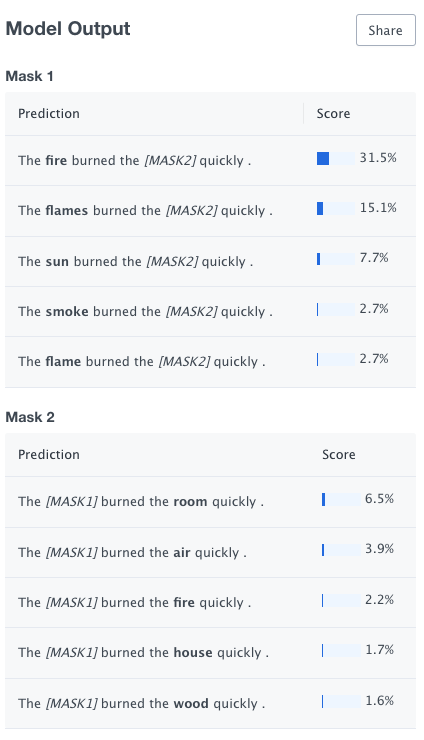 Model Output
Share
Mask 1
Prediction Score
The fire burned the [MASK2] quickly . 31.5%
The flames burned the [MASK2] quickly . 15.1%
The sun burned the [MASK2] quickly . 7.7%
The smoke burned the [MASK2] quickly . 2.7%
The flame burned the [MASK2] quickly . 2.7%
Mask 2
Prediction Score
The [MASK1] burned the room quickly . 6.5%
The [MASK1] burned the air quickly . 3.9%
The [MASK1] burned the fire quickly . 2.2%
The [MASK1] burned the house quickly . 1.7%
The [MASK1] burned the wood quickly . 1.6%